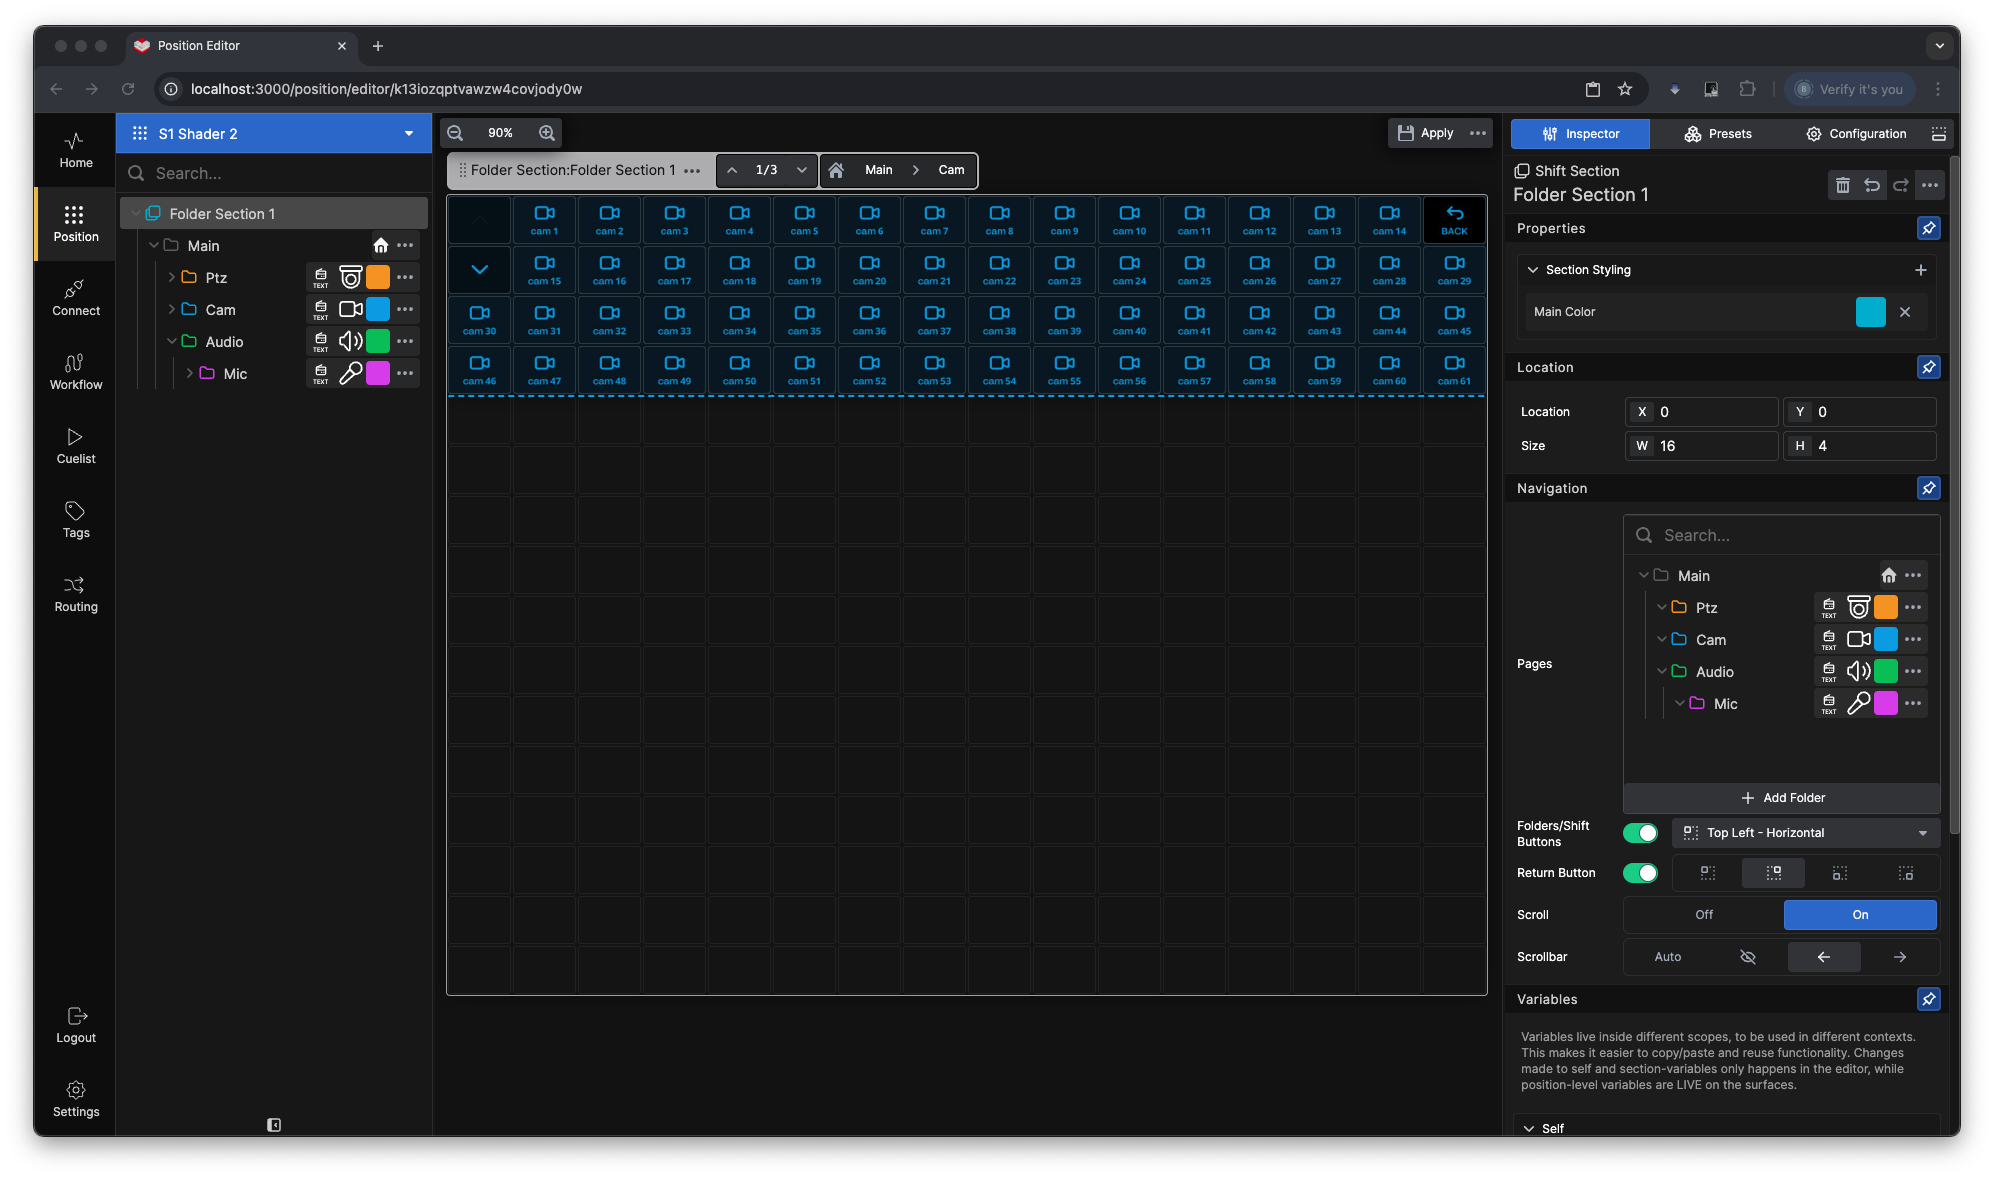 Position Editor
localhost:3000/position/editor/k13iozqptvawzw4covjody0w
Verify it's you
Home
Position
Connect
Workflow
Cuelist
Tags
Routing
Logout
Settings
S1 Shader 2
Search...
Folder Section 1
Main
Ptz TEXT
Cam TEXT
Audio TEXT
Mic TEXT
90%
Apply
Folder Section:Folder Section 1
1/3
Main
Cam
cam 1 cam 2 cam 3 cam 4 cam 5 cam 6 cam 7 cam 8 cam 9 cam 10 cam 11 cam 12 cam 13 cam 14 BACK
cam 15 cam 16 cam 17 cam 18 cam 19 cam 20 cam 21 cam 22 cam 23 cam 24 cam 25 cam 26 cam 27 cam 28 cam 29
cam 30 cam 31 cam 32 cam 33 cam 34 cam 35 cam 36 cam 37 cam 38 cam 39 cam 40 cam 41 cam 42 cam 43 cam 44 cam 45
cam 46 cam 47 cam 48 cam 49 cam 50 cam 51 cam 52 cam 53 cam 54 cam 55 cam 56 cam 57 cam 58 cam 59 cam 60 cam 61
Inspector
Presets
Configuration
Shift Section
Folder Section 1
Properties
Section Styling
Main Color
Location
Location X 0 Y 0
Size W 16 H 4
Navigation
Pages
Search...
Main
Ptz TEXT
Cam TEXT
Audio TEXT
Mic TEXT
Add Folder
Folders/Shift
Buttons
Top Left - Horizontal
Return Button
Scroll Off On
Scrollbar Auto
Variables
Variables live inside different scopes, to be used in different contexts.
This makes it easier to copy/paste and reuse functionality. Changes
made to self and section-variables only happens in the editor, while
position-level variables are LIVE on the surfaces.
Self